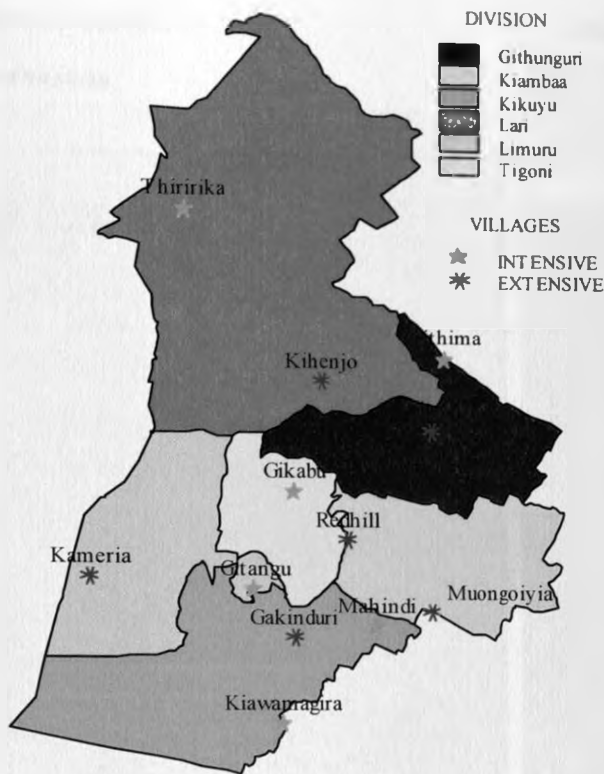 DIVISION
Githunguri
Kiambaa
Kikuyu
Lari
Limuru
Tigoni
Thiririka
VILLAGES
INTENSIVE
EXTENSIVE
thima
Kihenjo
Gikabu
Redhill
Kameria
Gitangu
Muongoiyia
Mahindi
Gakinduri
Kiawamagira